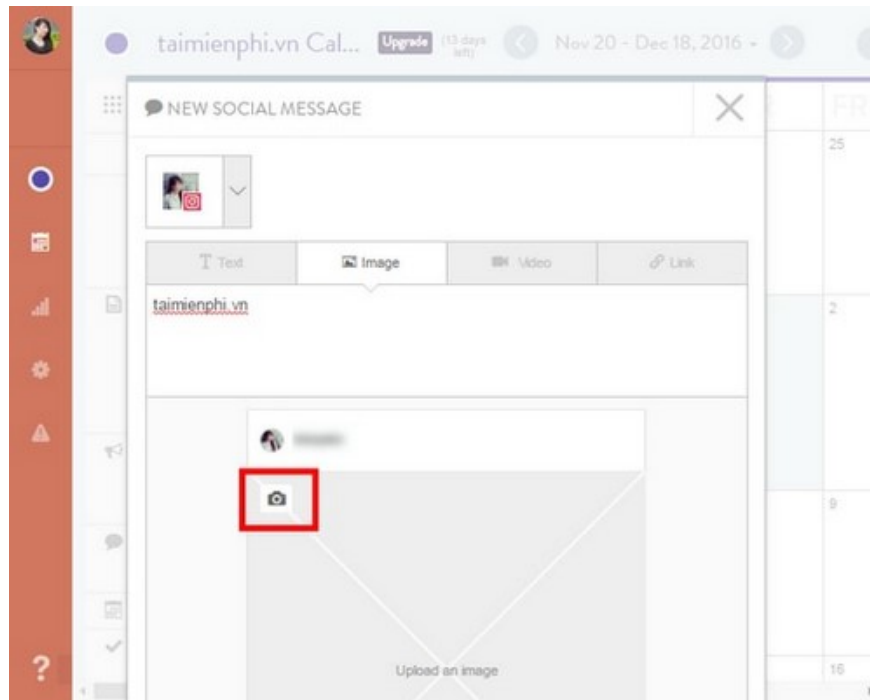 taimienphi.vn Cal... Upgrade (13 days left) Nov 20 - Dec 18, 2016
NEW SOCIAL MESSAGE
FR
25
Text Image Video Link
taimienphi.vn
2
9
Upload an image
16
?